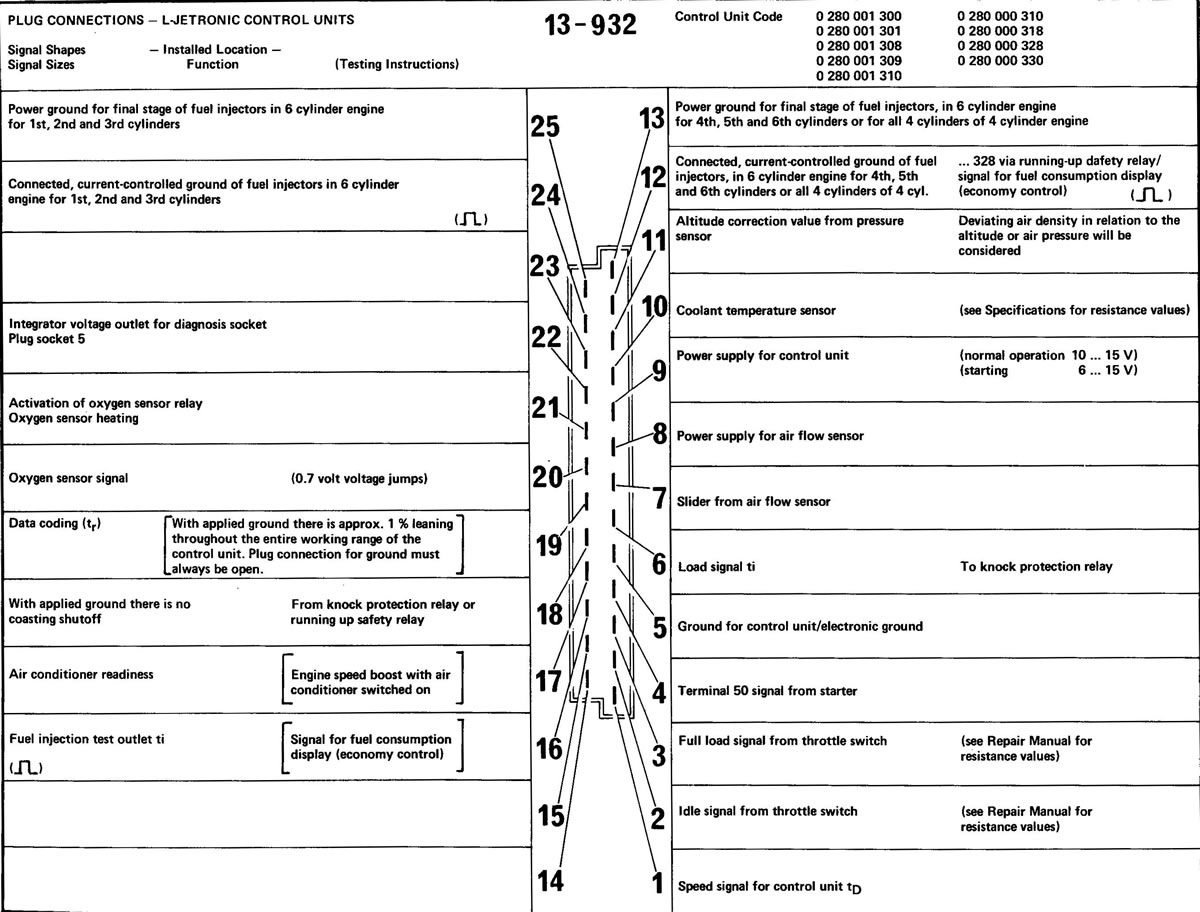 PLUG CONNECTIONS – L-JETRONIC CONTROL UNITS
13-932
Control Unit Code
0 280 001 300 0 280 000 310
0 280 001 301 0 280 000 318
0 280 001 308 0 280 000 328
0 280 001 309 0 280 000 330
0 280 001 310
Signal Shapes – Installed Location –
Signal Sizes Function (Testing Instructions)
Power ground for final stage of fuel injectors in 6 cylinder engine
for 1st, 2nd and 3rd cylinders
25
Connected, current-controlled ground of fuel injectors in 6 cylinder
engine for 1st, 2nd and 3rd cylinders
( )
24
23
Integrator voltage outlet for diagnosis socket
Plug socket 5
22
Activation of oxygen sensor relay
Oxygen sensor heating
21
Oxygen sensor signal (0.7 volt voltage jumps)
20
Data coding (tr)
With applied ground there is approx. 1 % leaning
throughout the entire working range of the
control unit. Plug connection for ground must
always be open.
19
With applied ground there is no
coasting shutoff
From knock protection relay or
running up safety relay
18
Air conditioner readiness
Engine speed boost with air
conditioner switched on
17
Fuel injection test outlet ti
( )
Signal for fuel consumption
display (economy control)
16
15
14
13
Power ground for final stage of fuel injectors, in 6 cylinder engine
for 4th, 5th and 6th cylinders or for all 4 cylinders of 4 cylinder engine
12
Connected, current-controlled ground of fuel
injectors, in 6 cylinder engine for 4th, 5th
and 6th cylinders or all 4 cylinders of 4 cyl.
... 328 via running-up dafety relay/
signal for fuel consumption display
(economy control) ( )
11
Altitude correction value from pressure
sensor
Deviating air density in relation to the
altitude or air pressure will be
considered
10
Coolant temperature sensor (see Specifications for resistance values)
9
Power supply for control unit (normal operation 10 ... 15 V)
(starting 6 ... 15 V)
8
Power supply for air flow sensor
7
Slider from air flow sensor
6
Load signal ti To knock protection relay
5
Ground for control unit/electronic ground
4
Terminal 50 signal from starter
3
Full load signal from throttle switch (see Repair Manual for
resistance values)
2
Idle signal from throttle switch (see Repair Manual for
resistance values)
1
Speed signal for control unit tD